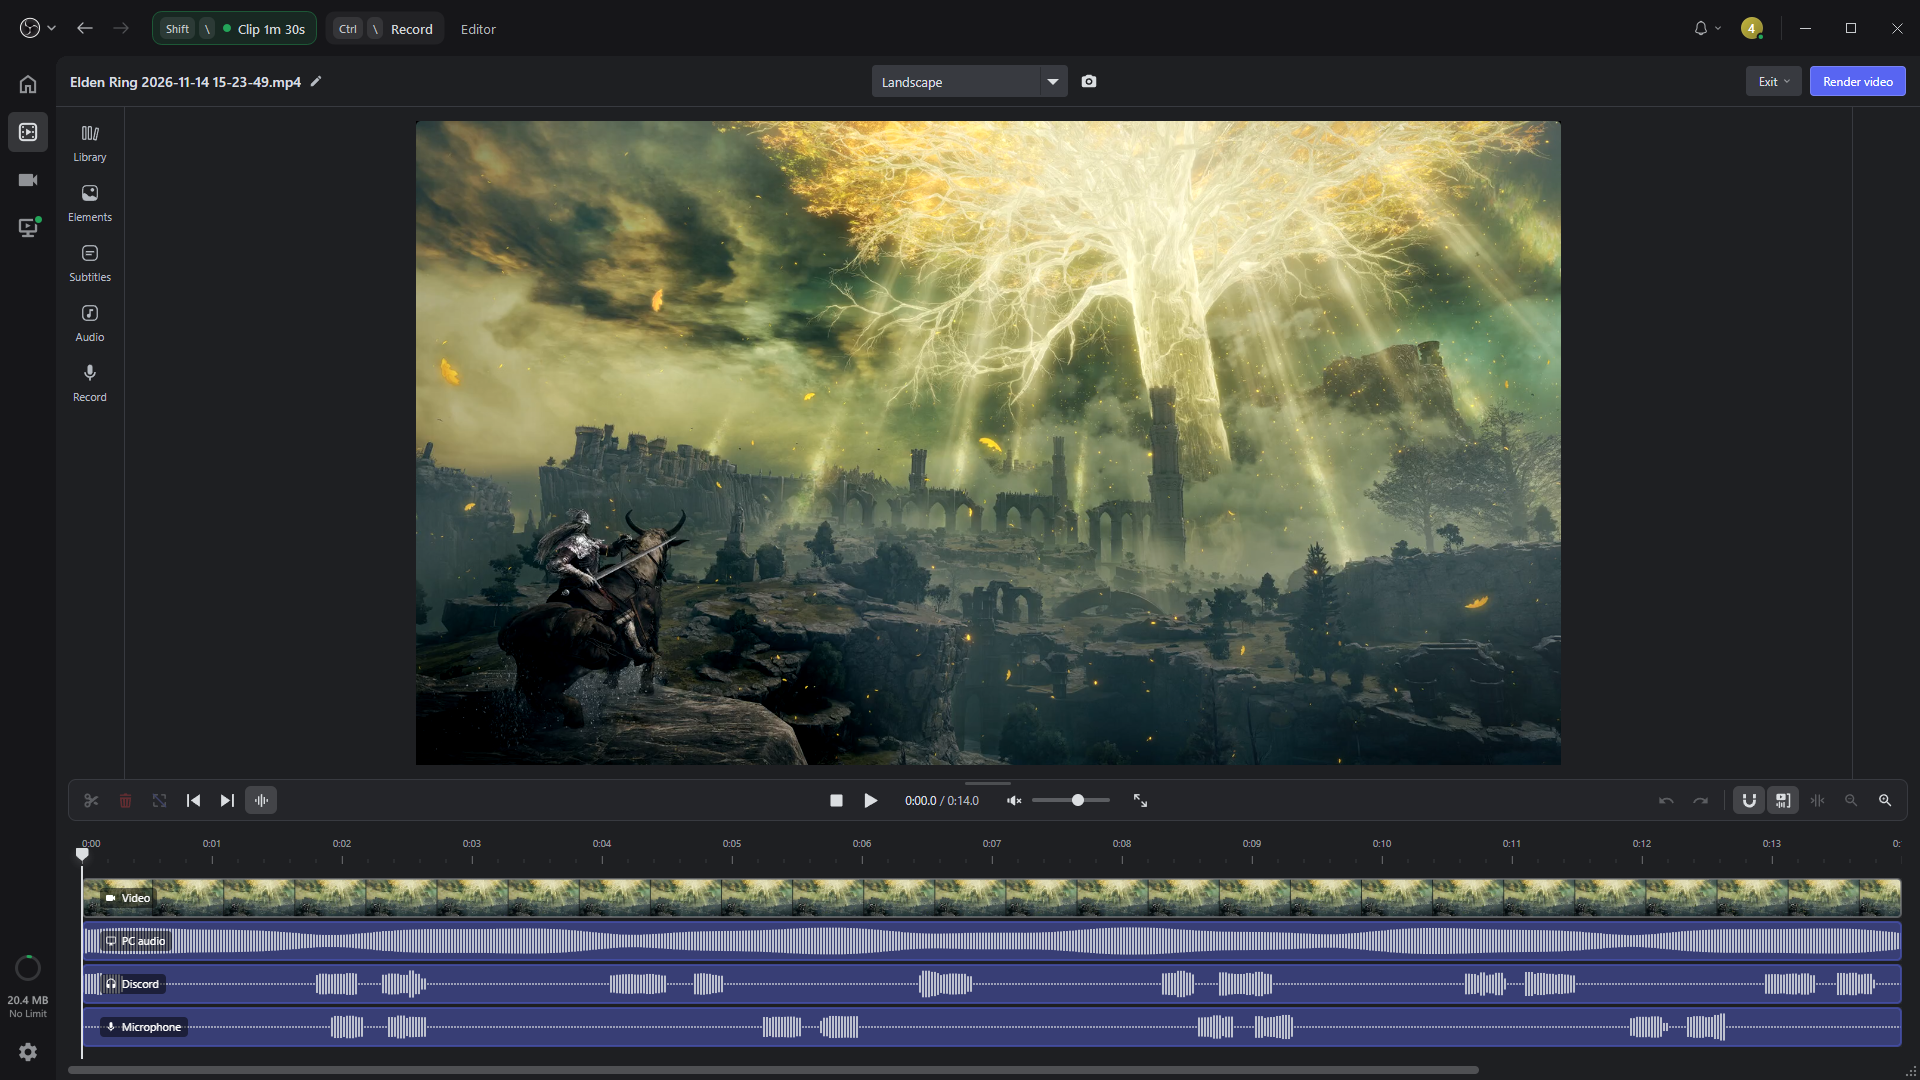 Shift \ Clip 1m 30s Ctrl \ Record Editor
4
Elden Ring 2026-11-14 15-23-49.mp4
Landscape
Exit
Render video
Library
Elements
Subtitles
Audio
Record
0:00.0 / 0:14.0
0:00 0:01 0:02 0:03 0:04 0:05 0:06 0:07 0:08 0:09 0:10 0:11 0:12 0:13 0:
Video
PC audio
Discord
Microphone
20.4 MB
No Limit